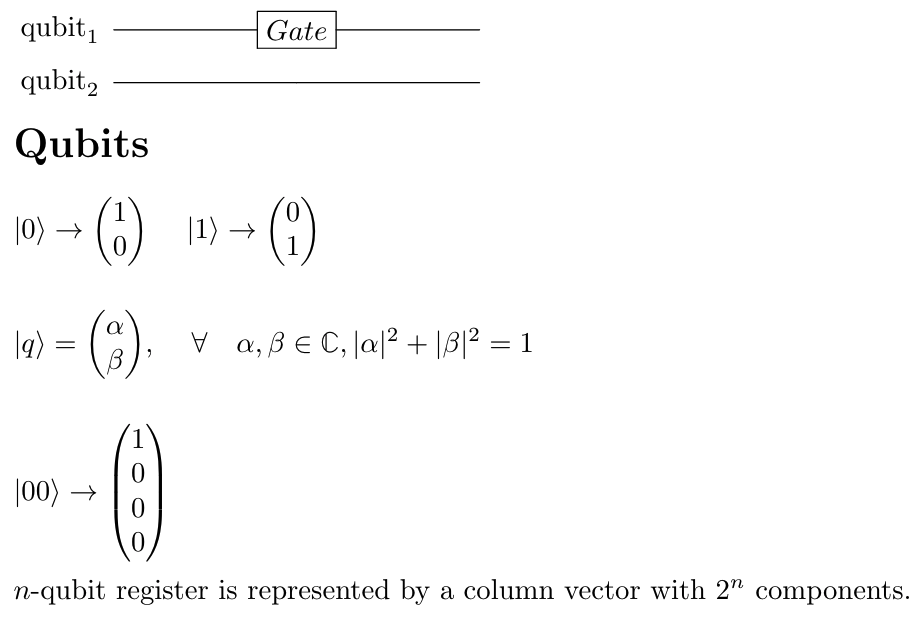 qubit₁ Gate
qubit₂
Qubits
|0⟩ → (1 0) |1⟩ → (0 1)
|q⟩ = (α β), ∀ α, β ∈ ℂ, |α|² + |β|² = 1
|00⟩ → (1 0 0 0)
n-qubit register is represented by a column vector with 2ⁿ components.